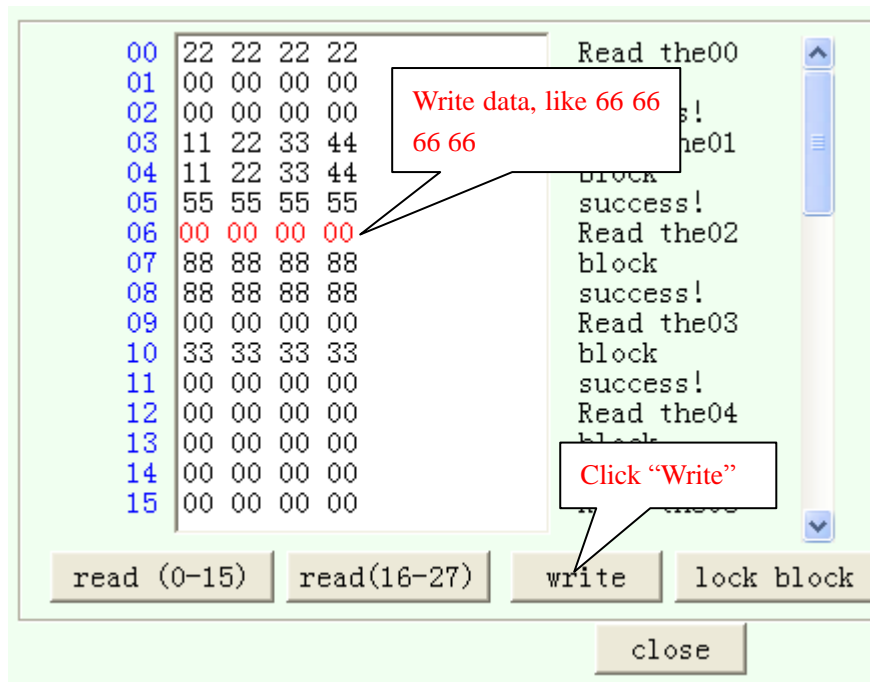 00 22 22 22 22 Read the00
01 00 00 00 00
02 00 00 00 00 s!
03 11 22 33 44 he01
04 11 22 33 44 block
05 55 55 55 55 success!
06 00 00 00 00 Read the02
07 88 88 88 88 block
08 88 88 88 88 success!
09 00 00 00 00 Read the03
10 33 33 33 33 block
11 00 00 00 00 success!
12 00 00 00 00 Read the04
13 00 00 00 00 block
14 00 00 00 00
15 00 00 00 00
Write data, like 66 66
66 66
Click “Write”
read (0-15) read(16-27) write lock block
close